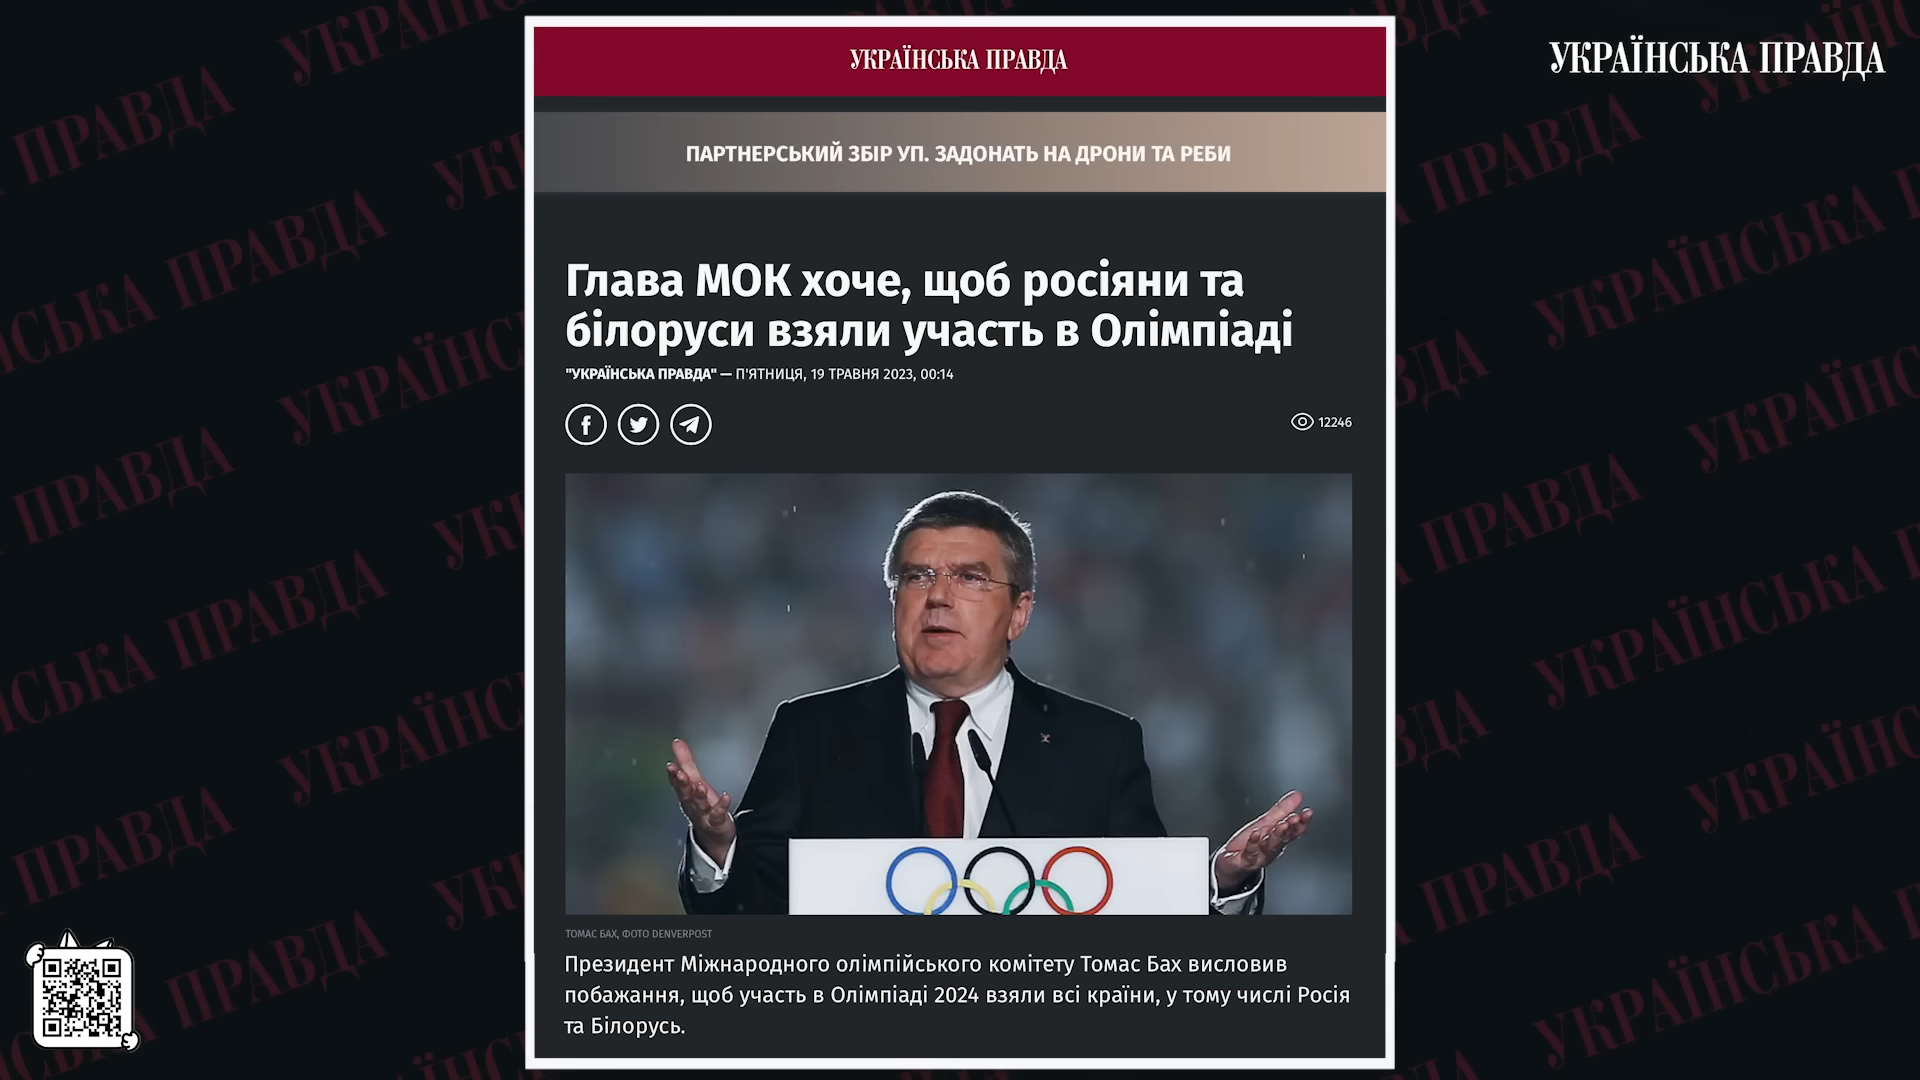 УКРАЇНСЬКА ПРАВДА
УКРАЇНСЬКА ПРАВДА
ПАРТНЕРСЬКИЙ ЗБІР УП. ЗАДОНАТЬ НА ДРОНИ ТА РЕБИ
Глава МОК хоче, щоб росіяни та
білоруси взяли участь в Олімпіаді
"УКРАЇНСЬКА ПРАВДА" — П'ЯТНИЦЯ, 19 ТРАВНЯ 2023, 00:14
12246
ТОМАС БАХ, ФОТО DENVERPOST
Президент Міжнародного олімпійського комітету Томас Бах висловив
побажання, щоб участь в Олімпіаді 2024 взяли всі країни, у тому числі Росія
та Білорусь.